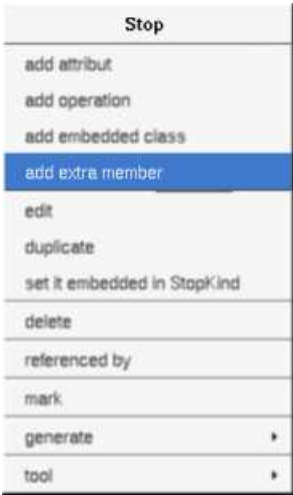 Stop
add attribut
add operation
add embedded class
add extra member
edit
duplicate
set it embedded in StopKind
delete
referenced by
mark
generate
tool